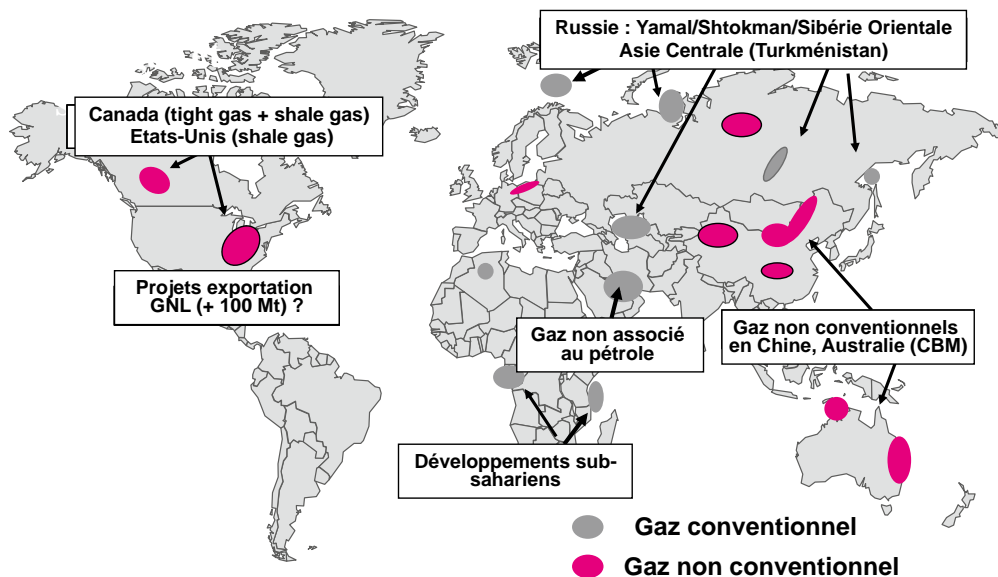 Russie : Yamal/Shtokman/Sibérie Orientale
Asie Centrale (Turkménistan)
Canada (tight gas + shale gas)
Etats-Unis (shale gas)
Projets exportation
GNL (+ 100 Mt) ?
Gaz non associé
au pétrole
Gaz non conventionnels
en Chine, Australie (CBM)
Développements sub-
sahariens
Gaz conventionnel
Gaz non conventionnel